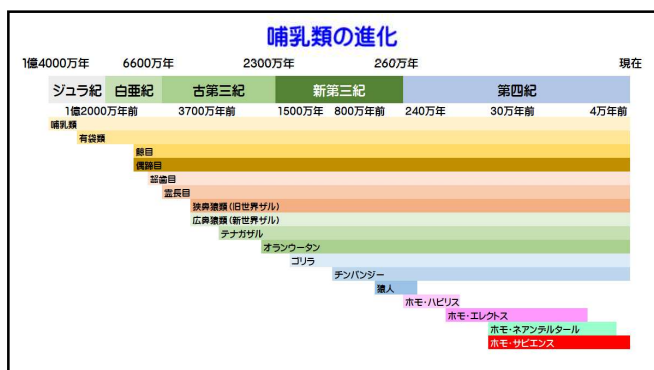 哺乳類の進化
1億4000万年 6600万年 2300万年 260万年 現在
ジュラ紀 白亜紀 古第三紀 新第三紀 第四紀
1億2000万年前 3700万年前 1500万年 800万年前 240万年 30万年前 4万年前
哺乳類
有袋類
鯨目
偶蹄目
齧歯目
霊長目
狭鼻猿類(旧世界ザル)
広鼻猿類(新世界ザル)
テナガザル
オランウータン
ゴリラ
チンパンジー
猿人
ホモ・ハビリス
ホモ・エレクトス
ホモ・ネアンデルタール
ホモ・サピエンス